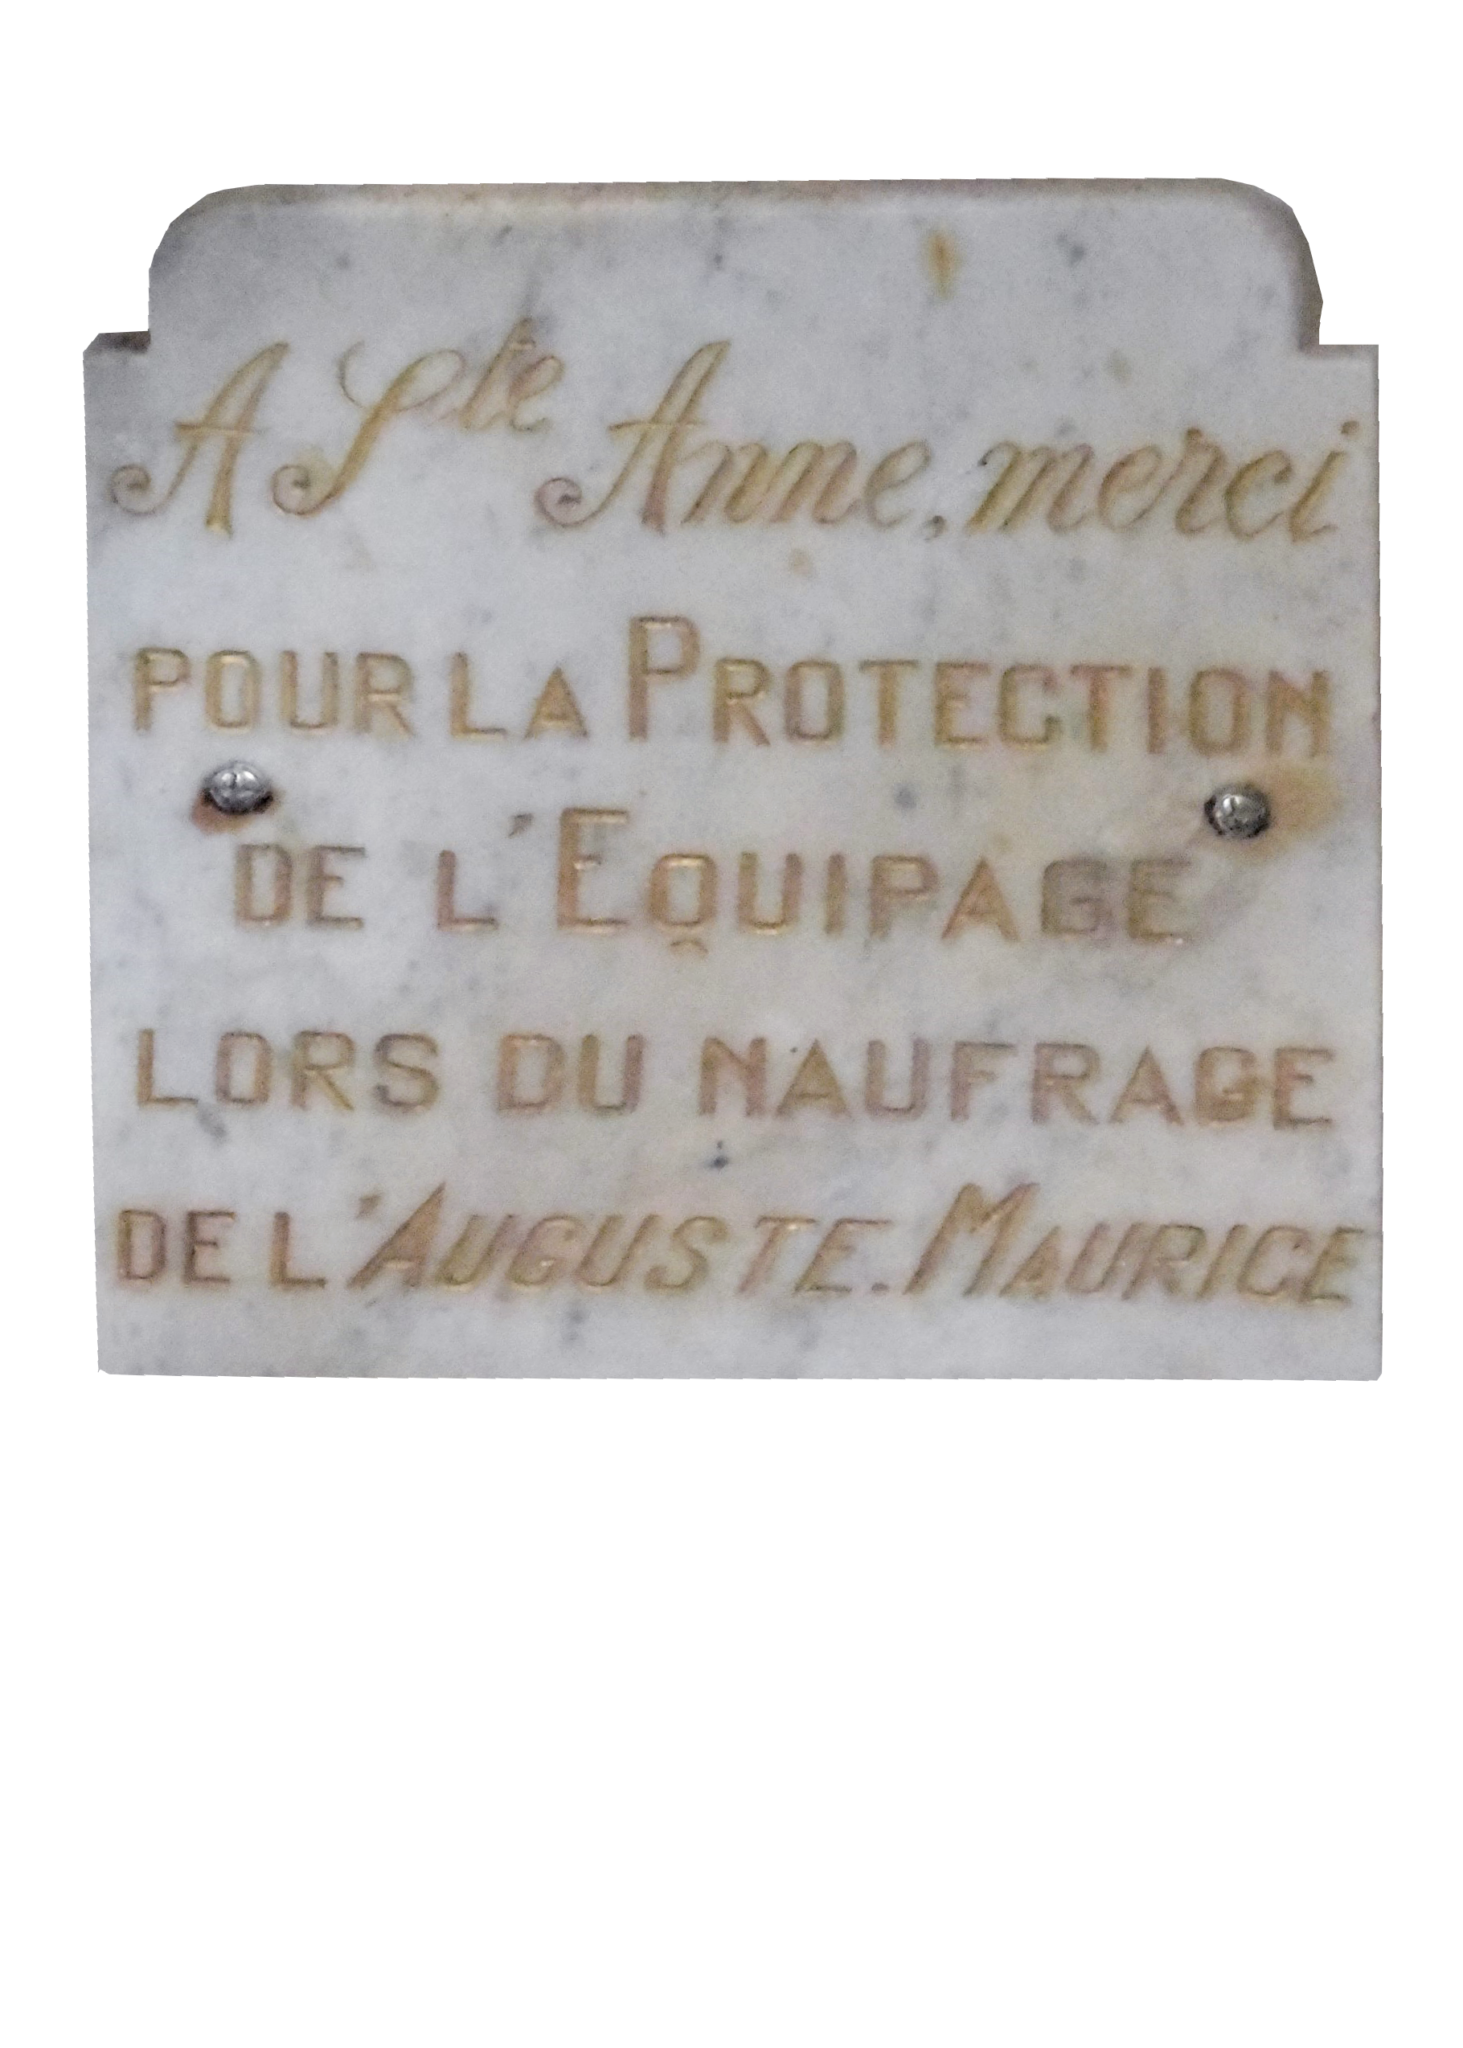 A Ste Anne, merci
POUR LA PROTECTION
DE L'EQUIPAGE
LORS DU NAUFRAGE
DE L'AUGUSTE.MAURICE